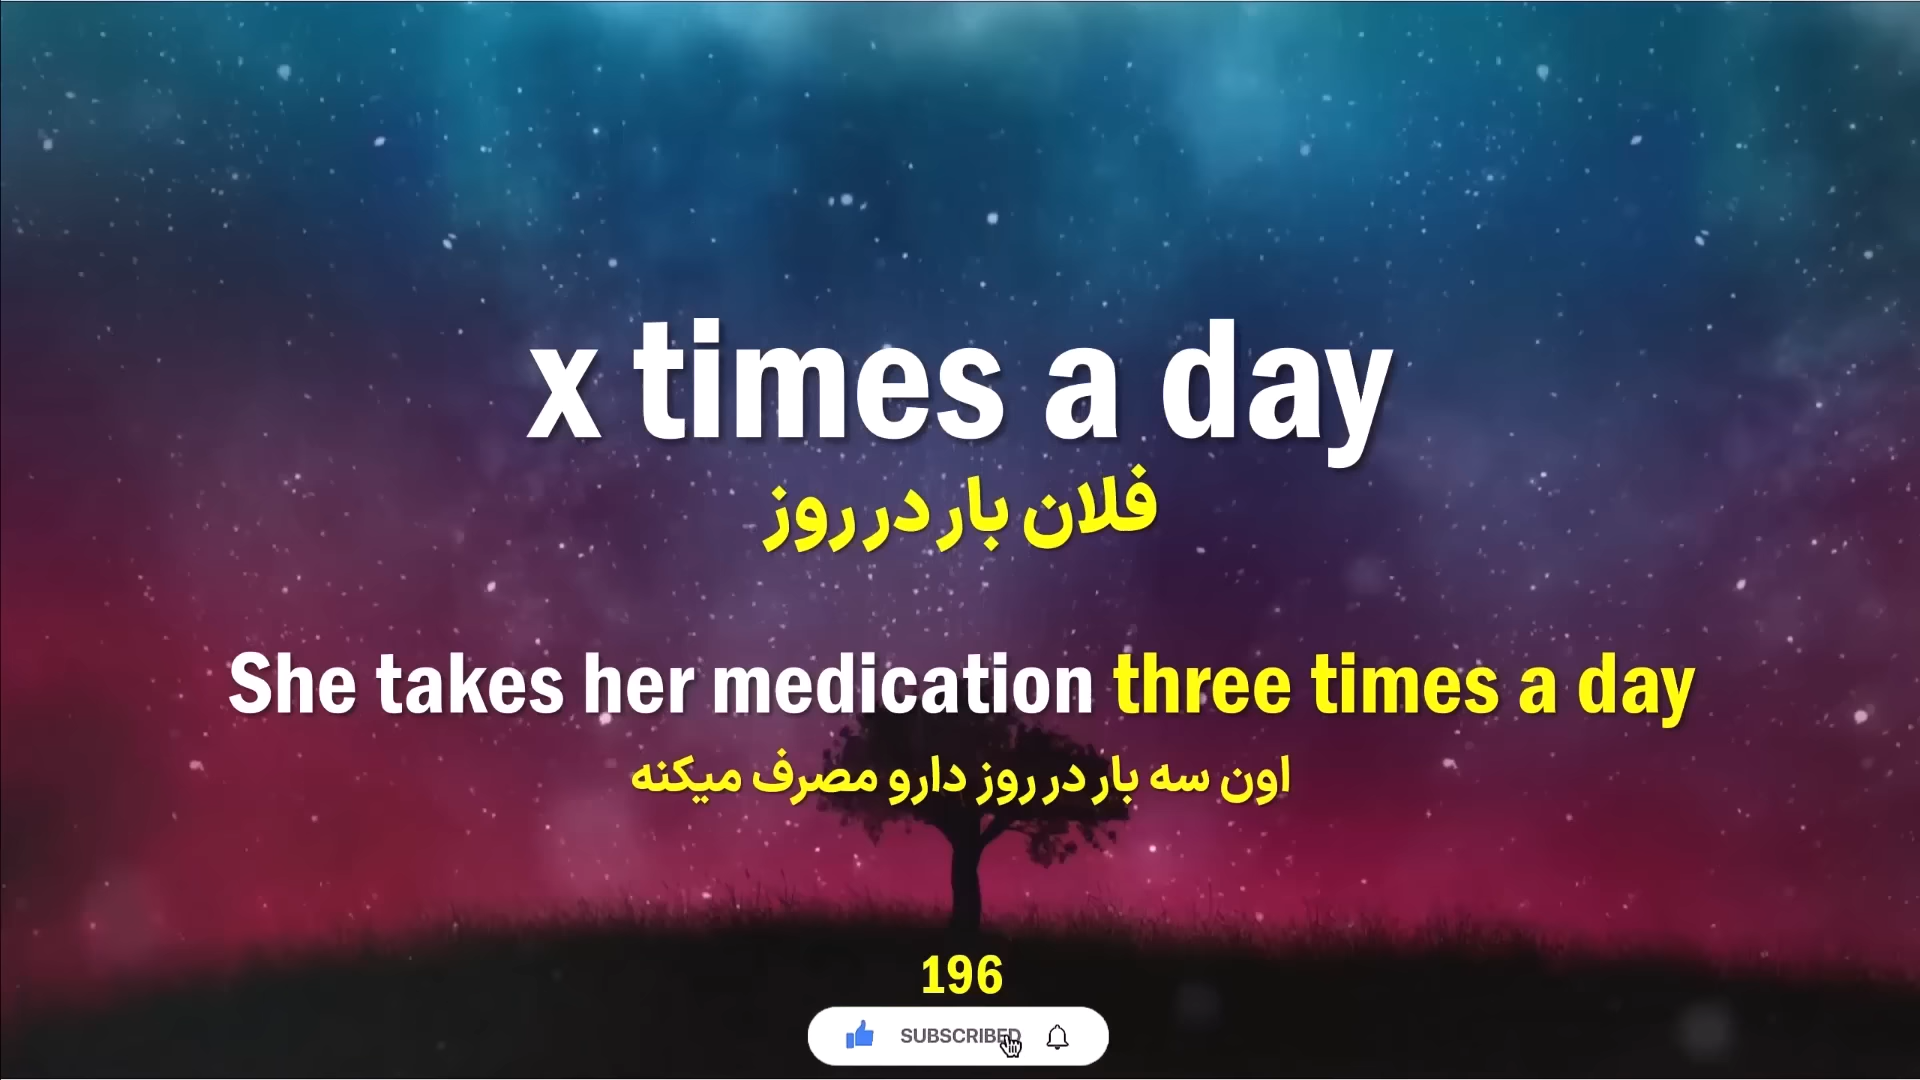 x times a day
فلان بار در روز
She takes her medication three times a day
اون سه بار در روز دارو مصرف میکنه
196
SUBSCRIBED